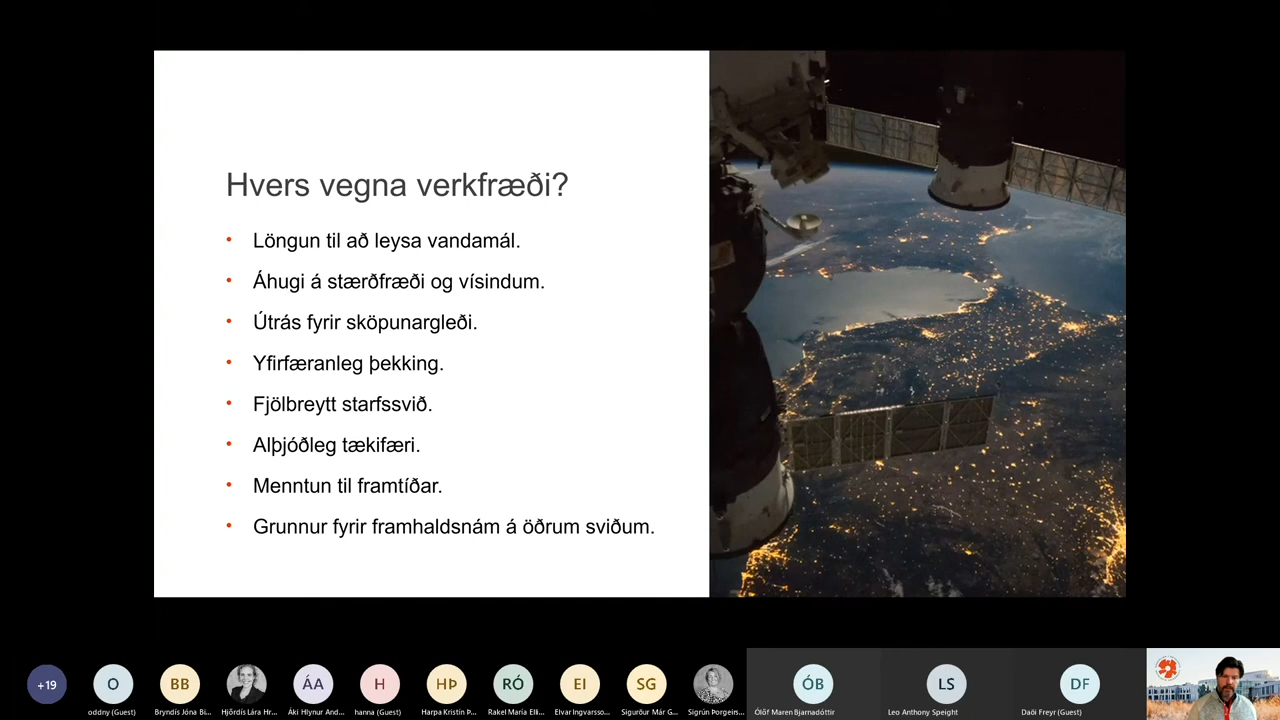 Hvers vegna verkfræði?
• Löngun til að leysa vandamál.
• Áhugi á stærðfræði og vísindum.
• Útrás fyrir sköpunargleði.
• Yfirfæranleg þekking.
• Fjölbreytt starfssvið.
• Alþjóðleg tækifæri.
• Menntun til framtíðar.
• Grunnur fyrir framhaldsnám á öðrum sviðum.
+19
O
BB
ÁA
H
HÞ
RÓ
EI
SG
ÓB
LS
DF
oddny (Guest)
Bryndís Jóna Bi...
Hjördís Lára Hr...
Áki Hlynur And...
hanna (Guest)
Harpa Kristín Þ...
Rakel María Elli...
Elvar Ingvarsso...
Sigurður Már G...
Sigrún Þorgeirs...
Ólöf Maren Bjarnadóttir
Leo Anthony Speight
Daði Freyr (Guest)